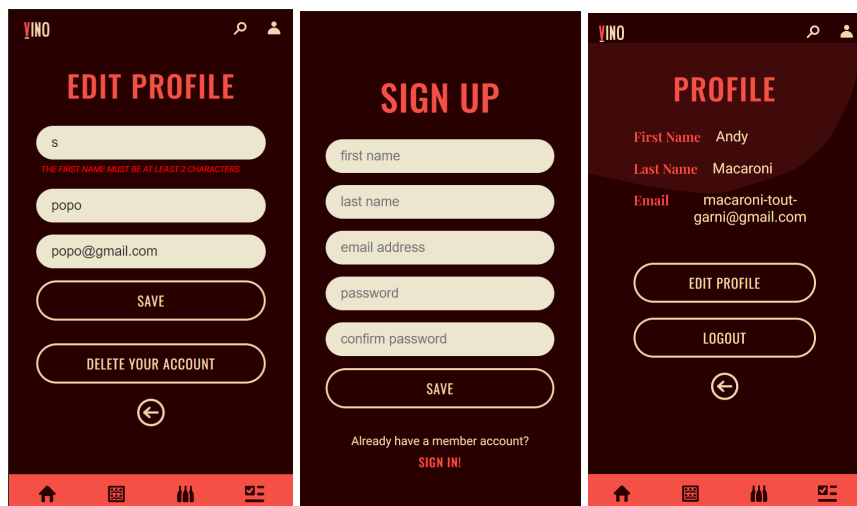 VINO
EDIT PROFILE
s
THE FIRST NAME MUST BE AT LEAST 2 CHARACTERS.
popo
popo@gmail.com
SAVE
DELETE YOUR ACCOUNT
SIGN UP
first name
last name
email address
password
confirm password
SAVE
Already have a member account?
SIGN IN!
VINO
PROFILE
First Name Andy
Last Name Macaroni
Email macaroni-tout-
garni@gmail.com
EDIT PROFILE
LOGOUT